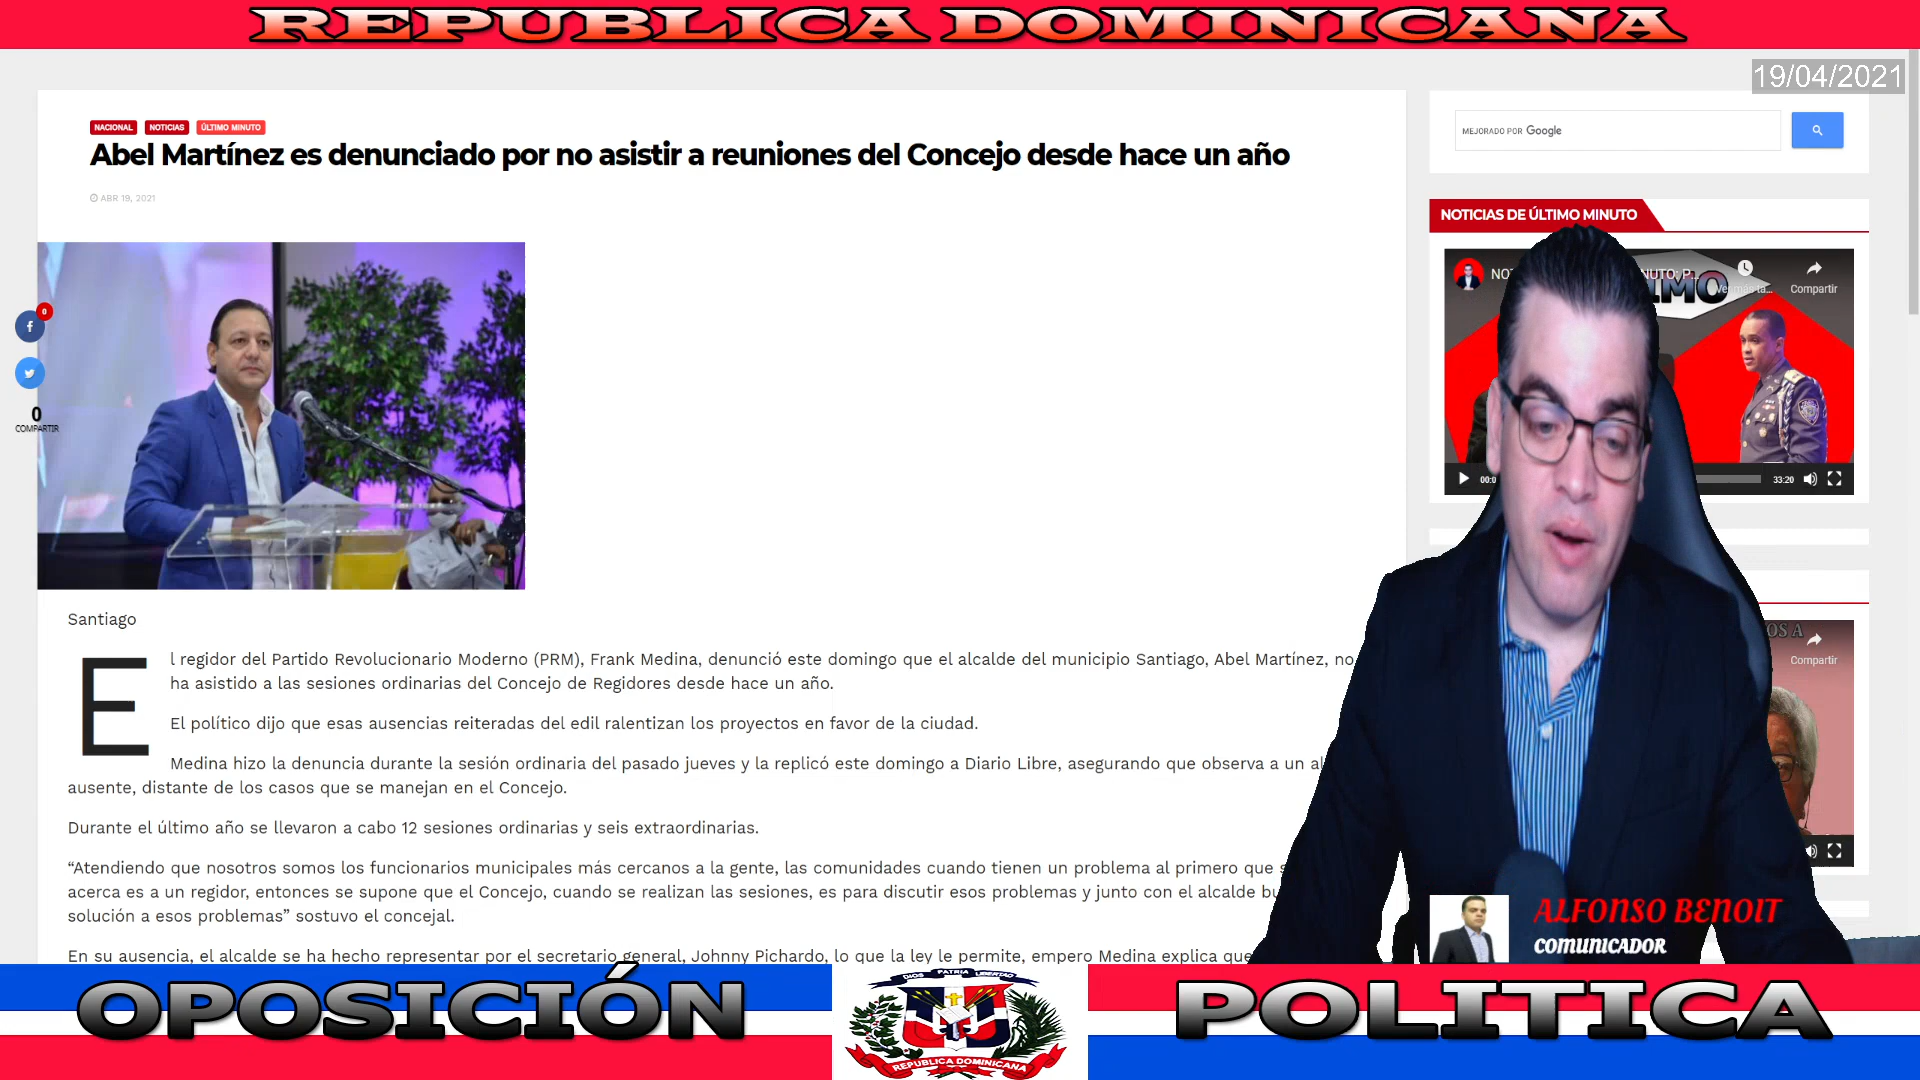 REPUBLICA DOMINICANA
19/04/2021
NACIONAL NOTICIAS ÚLTIMO MINUTO
Abel Martínez es denunciado por no asistir a reuniones del Concejo desde hace un año
ABR 19, 2021
MEJORADO POR Google
NOTICIAS DE ÚLTIMO MINUTO
Compartir
33:20
0
0
COMPARTIR
Santiago
El regidor del Partido Revolucionario Moderno (PRM), Frank Medina, denunció este domingo que el alcalde del municipio Santiago, Abel Martínez, no
ha asistido a las sesiones ordinarias del Concejo de Regidores desde hace un año.
El político dijo que esas ausencias reiteradas del edil ralentizan los proyectos en favor de la ciudad.
Medina hizo la denuncia durante la sesión ordinaria del pasado jueves y la replicó este domingo a Diario Libre, asegurando que observa a un
ausente, distante de los casos que se manejan en el Concejo.
Durante el último año se llevaron a cabo 12 sesiones ordinarias y seis extraordinarias.
“Atendiendo que nosotros somos los funcionarios municipales más cercanos a la gente, las comunidades cuando tienen un problema al primero que
acerca es a un regidor, entonces se supone que el Concejo, cuando se realizan las sesiones, es para discutir esos problemas y junto con el alcalde
solución a esos problemas” sostuvo el concejal.
En su ausencia, el alcalde se ha hecho representar por el secretario general, Johnny Pichardo, lo que la ley le permite, empero Medina explica que
Compartir
ALFONSO BENOIT
COMUNICADOR
OPOSICIÓN
DIOS PATRIA LIBERTAD
REPUBLICA DOMINICANA
POLITICA